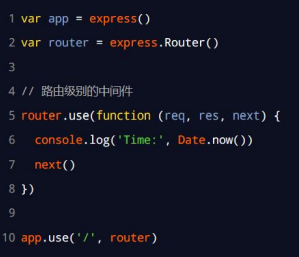 1 var app = express()
2 var router = express.Router()
3
4 // 路由级别的中间件
5 router.use(function (req, res, next) {
6   console.log('Time:', Date.now())
7   next()
8 })
9
10 app.use('/', router)